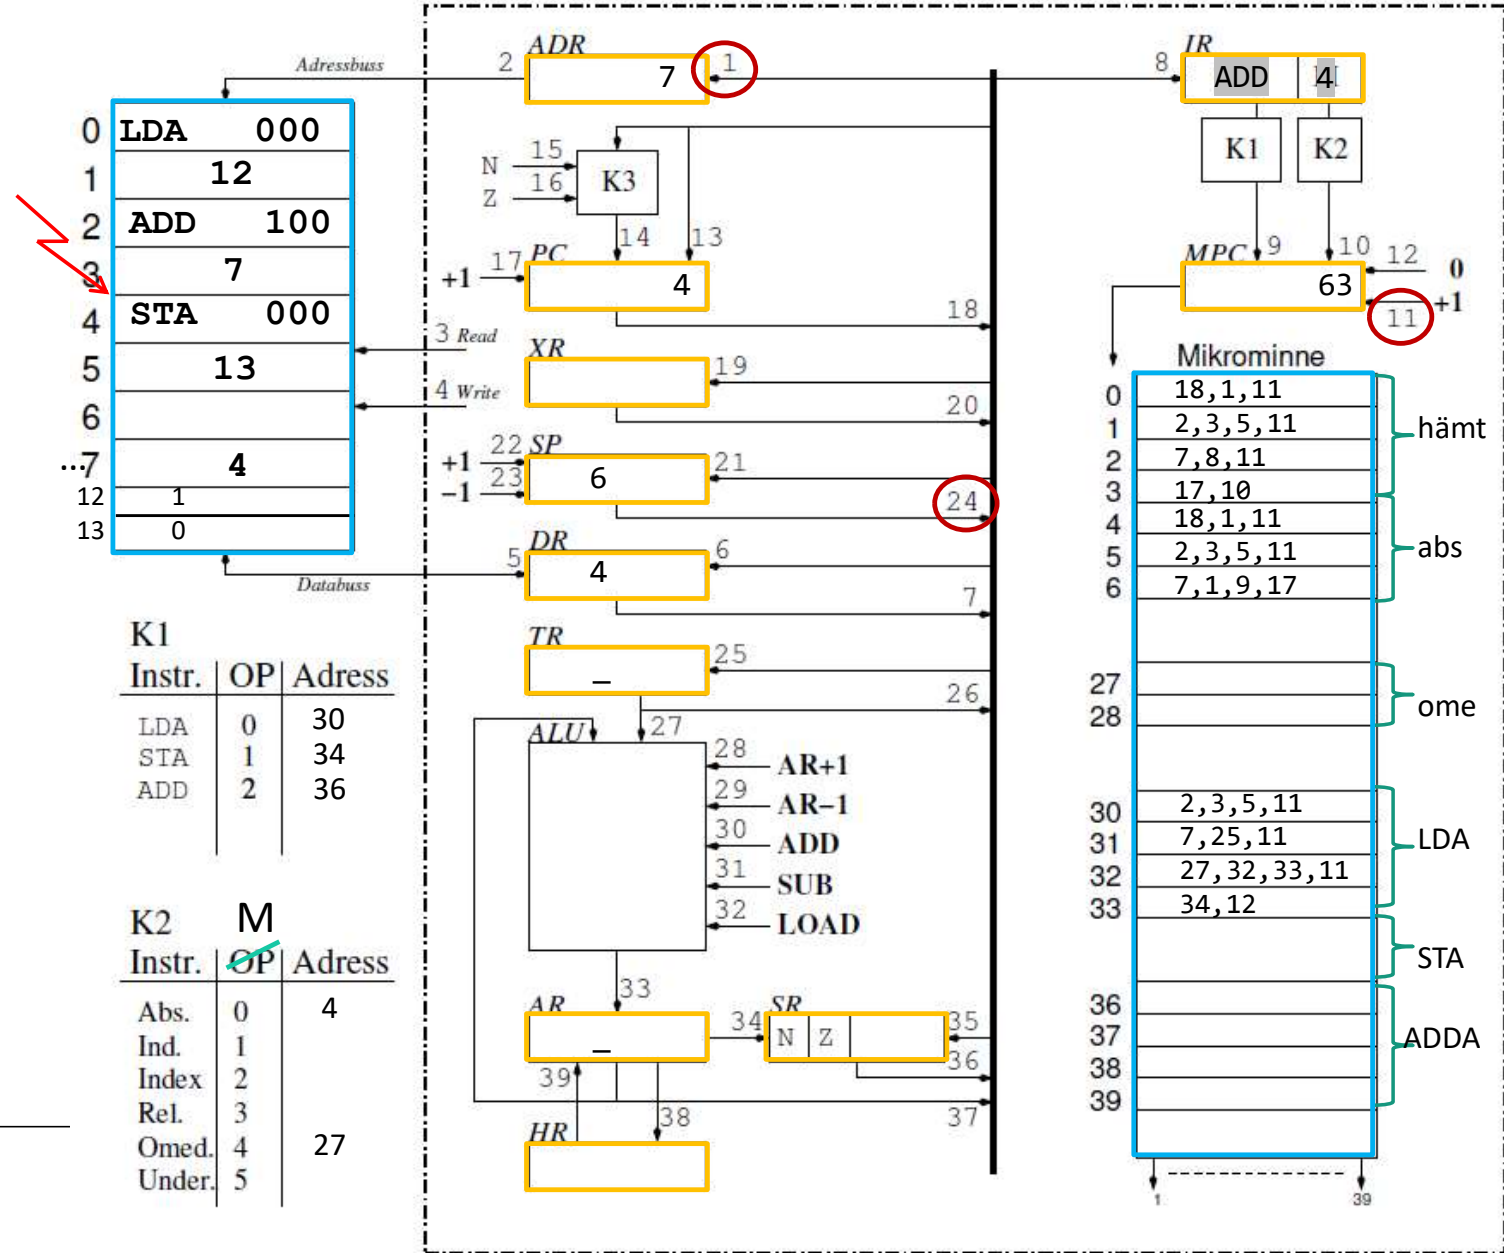 ADR
2
7
1
Adressbuss
IR
8
ADD 4
K1 K2
0 LDA 000
1 12
2 ADD 100
3 7
4 STA 000
5 13
6
...7 4
12 1
13 0
Databuss
3 Read
4 Write
N 15
Z 16
K3
14 13
PC
+1 17
4
18
XR
19
20
SP
+1 22
-1 23
6
21
24
DR
5
4
6
7
TR
–
25
26
27
ALU
28 AR+1
29 AR−1
30 ADD
31 SUB
32 LOAD
33
AR
–
34
SR
N Z
35
36
37
39
38
HR
MPC 9 10 12 0
63
11 +1
Mikrominne
0 18,1,11
1 2,3,5,11
2 7,8,11
3 17,10
hämt
4 18,1,11
5 2,3,5,11
6 7,1,9,17
abs
27
28
ome
30 2,3,5,11
31 7,25,11
32 27,32,33,11
33 34,12
LDA
STA
36
37
38
39
ADDA
1 39
K1
Instr. OP Adress
LDA 0 30
STA 1 34
ADD 2 36
K2 M
Instr. OP Adress
Abs. 0 4
Ind. 1
Index 2
Rel. 3
Omed. 4 27
Under. 5